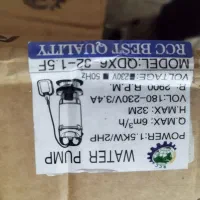 RCC BEST QUALITY
WATER PUMP
MODEL:QDX6-32-1.5F
VOLTAGE:■230V ■50Hz
R: 2900 R.P.M.
VOL:180-230V/3.4A
H.MAX: 32M
Q.MAX: 6m³/h
POWER:1.5KW/2HP